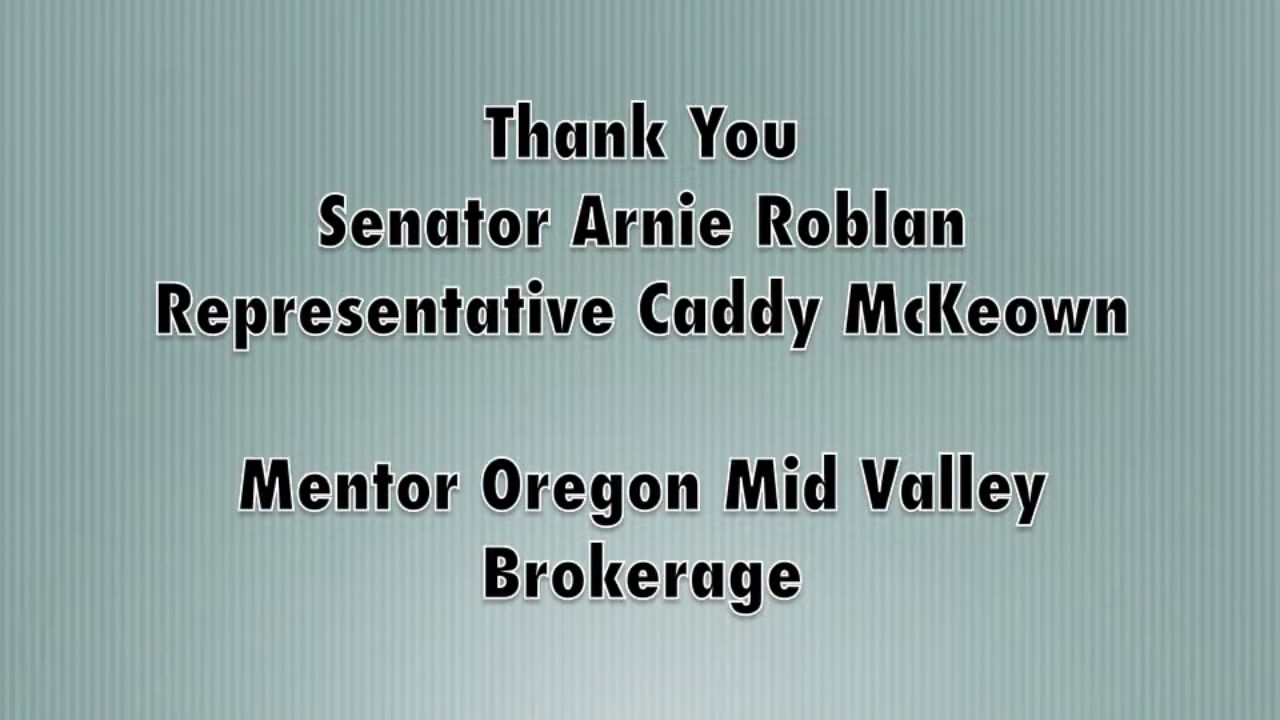 Thank You
Senator Arnie Roblan
Representative Caddy McKeown
Mentor Oregon Mid Valley
Brokerage